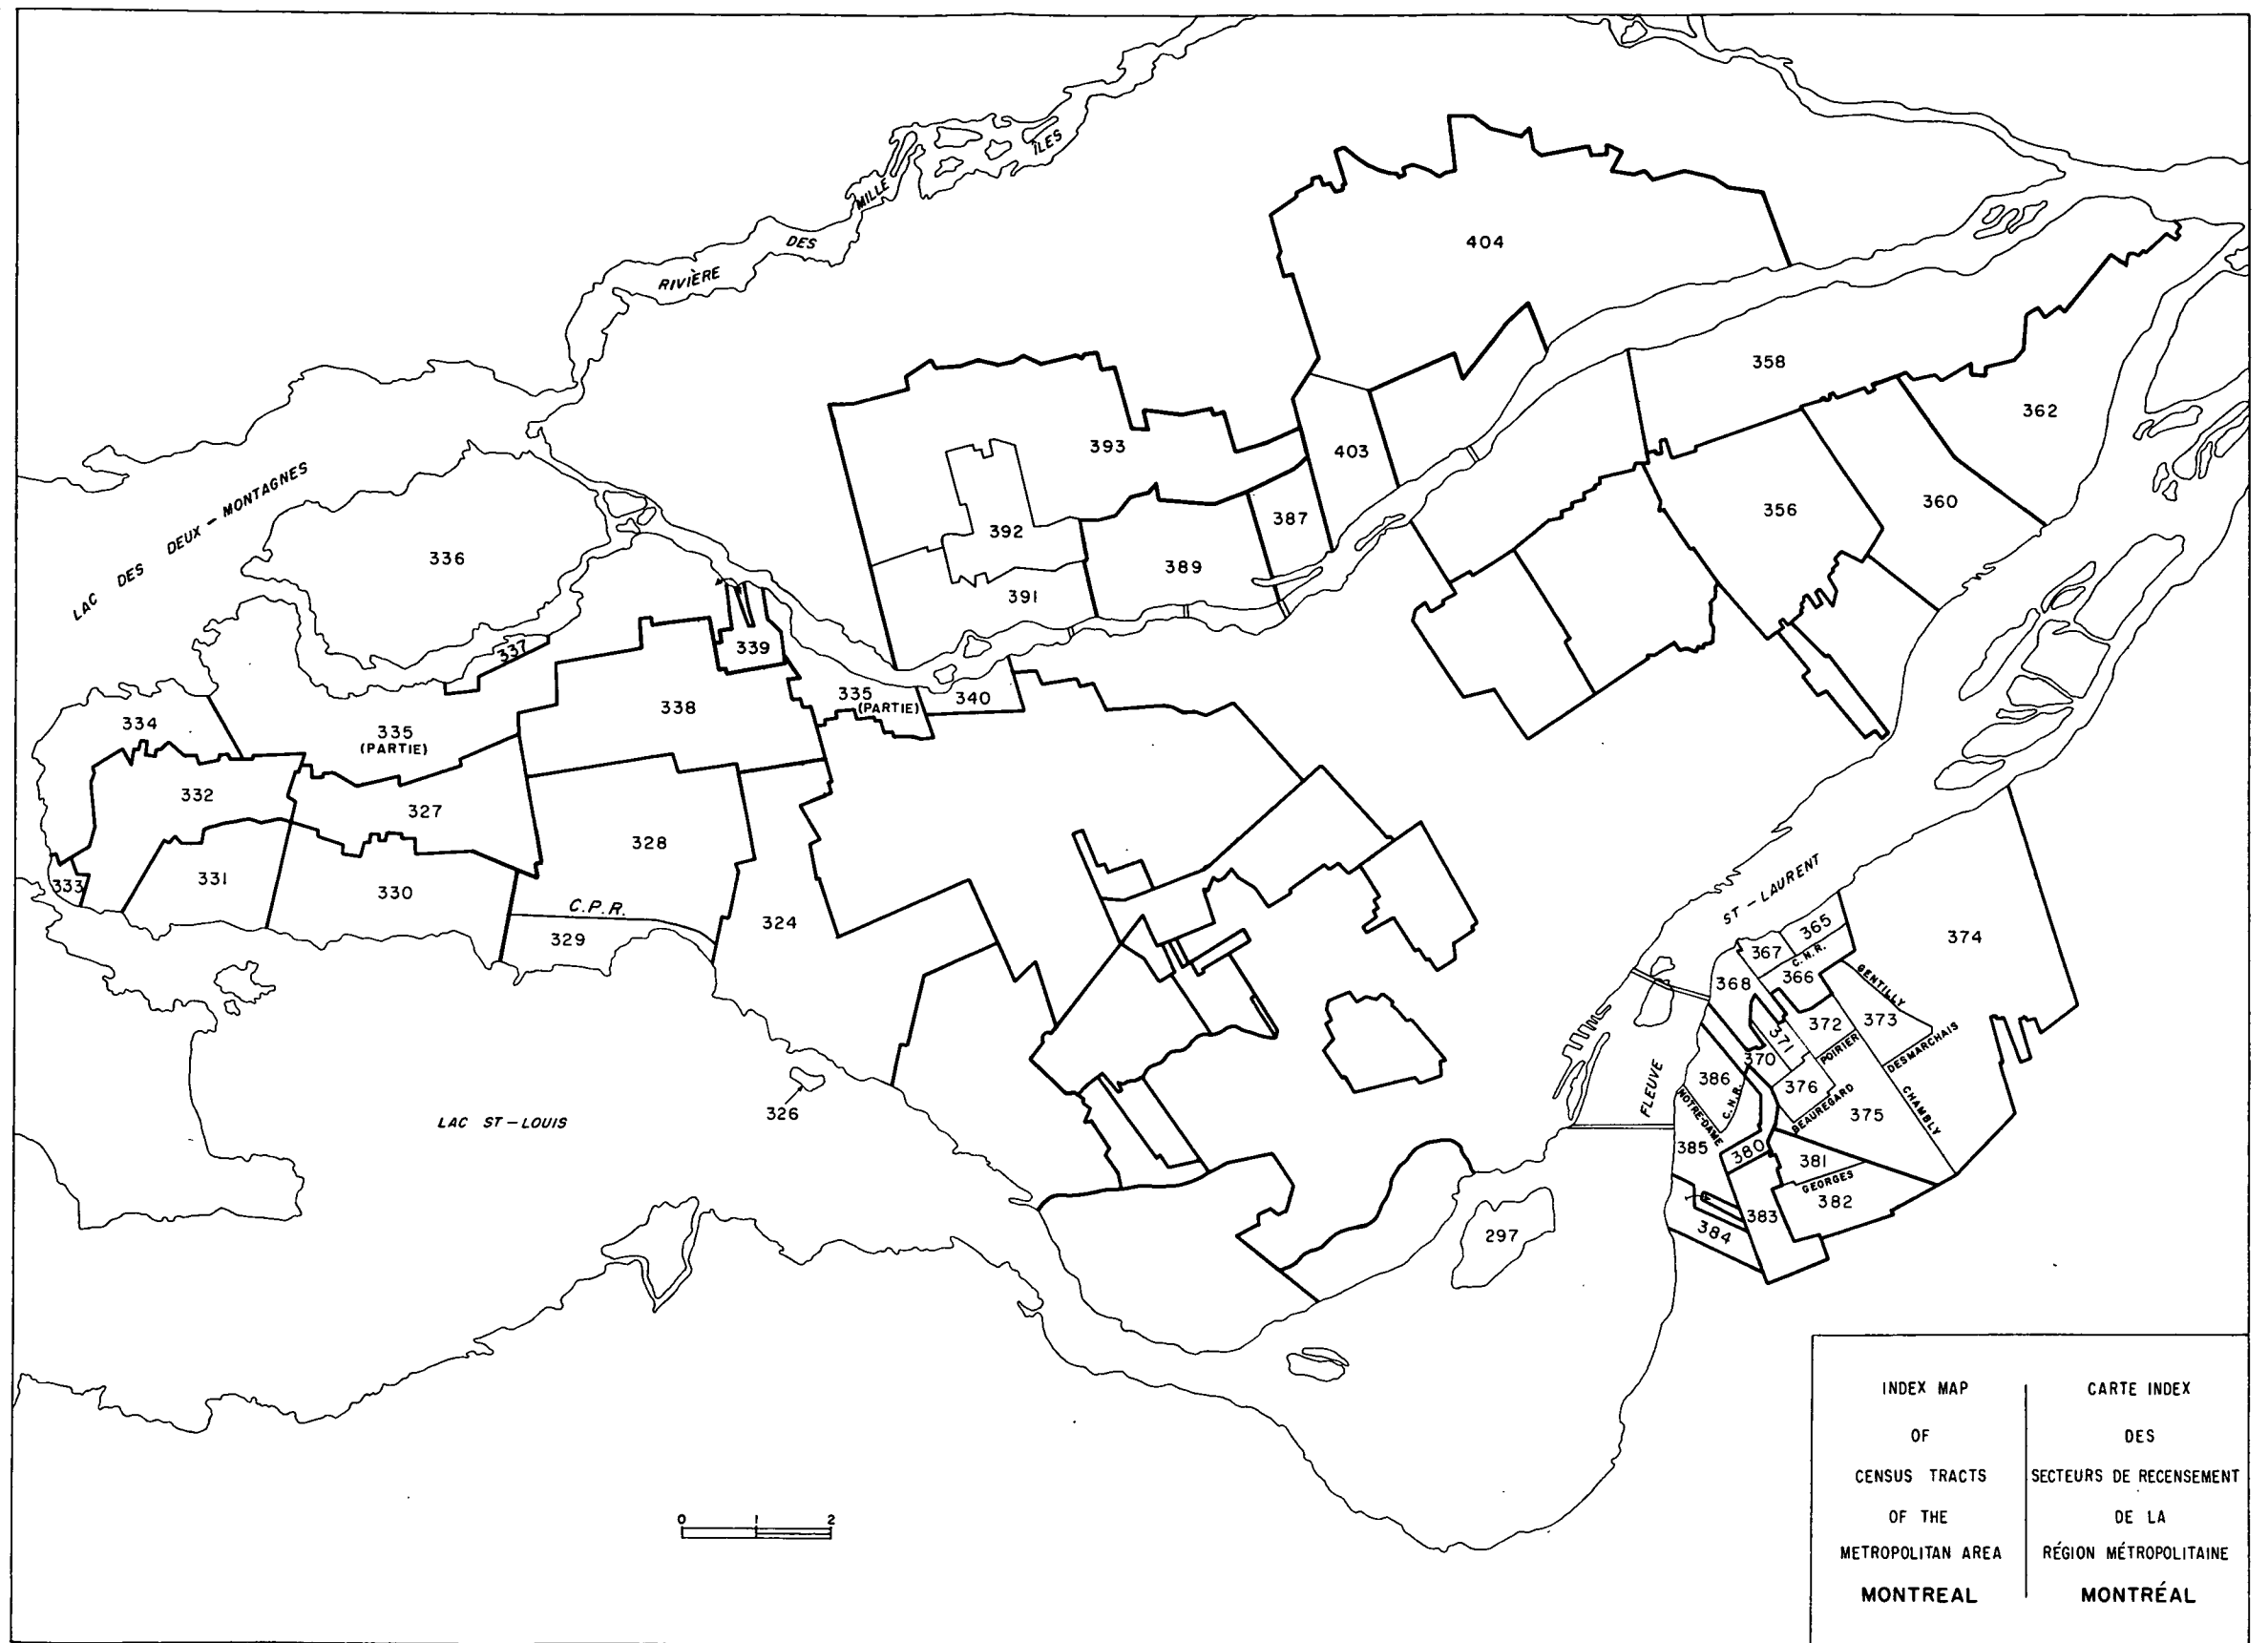 ÎLES
MILLE
DES
RIVIÈRE
404
358
362
393
403
LAC DES DEUX-MONTAGNES
360
356
387
392
336
389
391
337
339
335
(PARTIE)
340
338
334
335
(PARTIE)
332
327
328
333
331
330
C.P.R.
329
324
ST-LAURENT
365
367
C.N.R.
374
366
368
GENTILLY
372
373
371
POIRIER
DESMARCHAIS
370
386
C.N.R.
376
FLEUVE
NOTRE-DAME
BEAUREGARD
375
CHAMBLY
326
LAC ST-LOUIS
385
380
381
GEORGES
382
383
384
297
0 1 2
INDEX MAP
OF
CENSUS TRACTS
OF THE
METROPOLITAN AREA
MONTREAL
CARTE INDEX
DES
SECTEURS DE RECENSEMENT
DE LA
RÉGION MÉTROPOLITAINE
MONTRÉAL